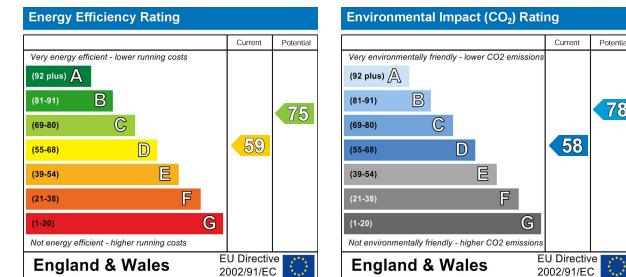 Energy Efficiency Rating
Current Potential
Very energy efficient - lower running costs
(92 plus) A
(81-91) B
(69-80) C
(55-68) D
(39-54) E
(21-38) F
(1-20) G
59
75
Not energy efficient - higher running costs
England & Wales
EU Directive
2002/91/EC
Environmental Impact (CO₂) Rating
Current Potential
Very environmentally friendly - lower CO2 emissions
(92 plus) A
(81-91) B
(69-80) C
(55-68) D
(39-54) E
(21-38) F
(1-20) G
58
78
Not environmentally friendly - higher CO2 emissions
England & Wales
EU Directive
2002/91/EC